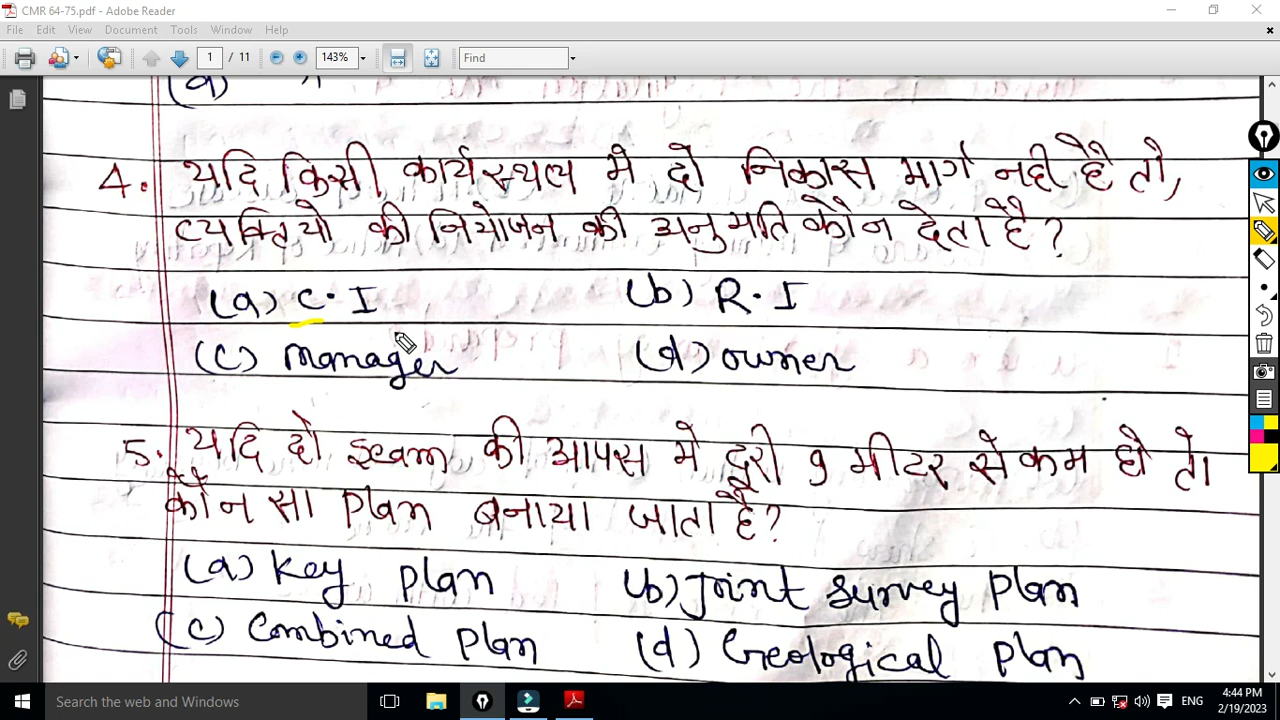 CMR 64-75.pdf - Adobe Reader
File Edit View Document Tools Window Help
1 / 11 143% Find
4. यदि किसी कार्यस्थल मे दो निकास मार्ग नही है तो,
व्यक्तियो की नियोजन की अनुमति कौन देता है?
(a) C.I (b) R.I
(c) manager (d) owner
5. यदि दो seam की आपस मे दूरी 9 मीटर से कम हो तो
कौन सा plan बनाया जाता है?
(a) Key plan (b) Joint survey plan
(c) Combined plan (d) Geological plan
Search the web and Windows
ENG 4:44 PM
2/19/2023